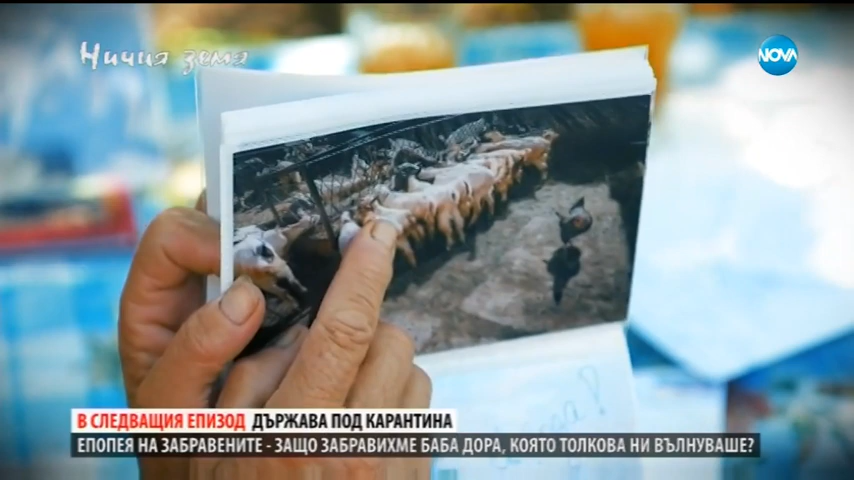 Ничия земя
NOVA
В СЛЕДВАЩИЯ ЕПИЗОД ДЪРЖАВА ПОД КАРАНТИНА
ЕПОПЕЯ НА ЗАБРАВЕНИТЕ - ЗАЩО ЗАБРАВИХМЕ БАБА ДОРА, КОЯТО ТОЛКОВА НИ ВЪЛНУВАШЕ?